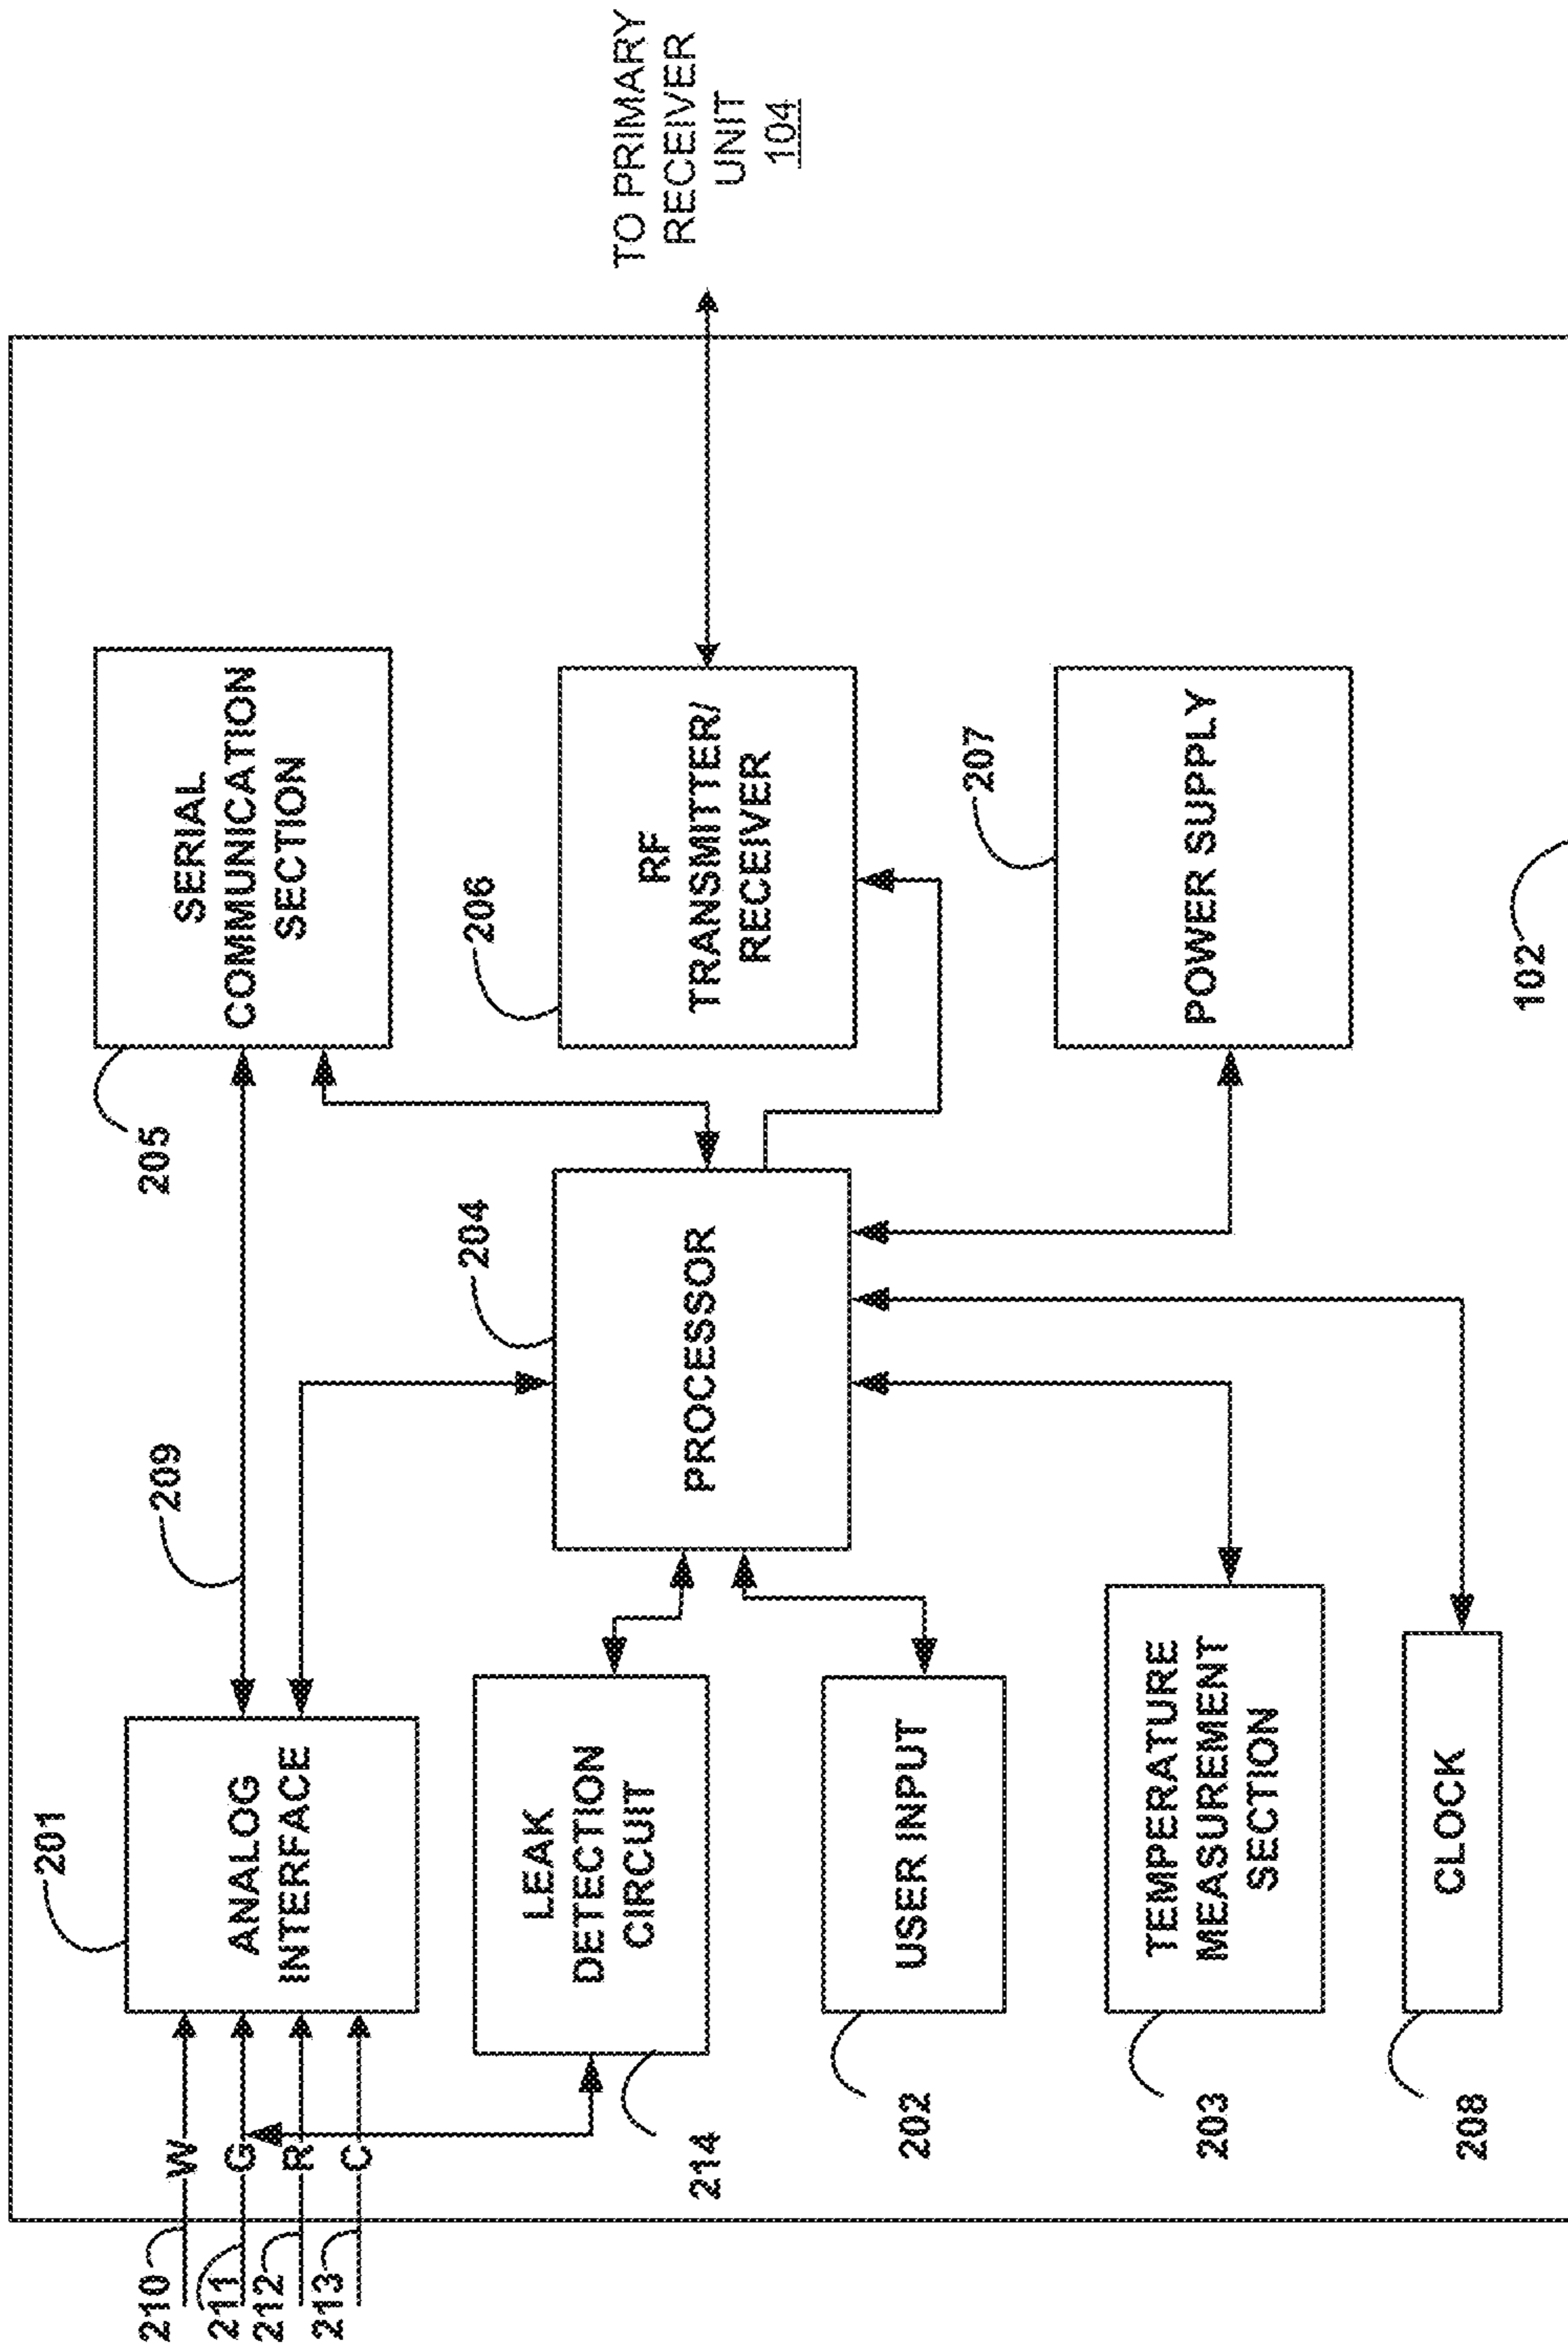 210
W
211
G
212
R
213
C
201
ANALOG
INTERFACE
209
205
SERIAL
COMMUNICATION
SECTION
214
LEAK
DETECTION
CIRCUIT
204
PROCESSOR
206
RF
TRANSMITTER/
RECEIVER
TO PRIMARY
RECEIVER
UNIT
104
202
USER INPUT
207
POWER SUPPLY
203
TEMPERATURE
MEASUREMENT
SECTION
208
CLOCK
102